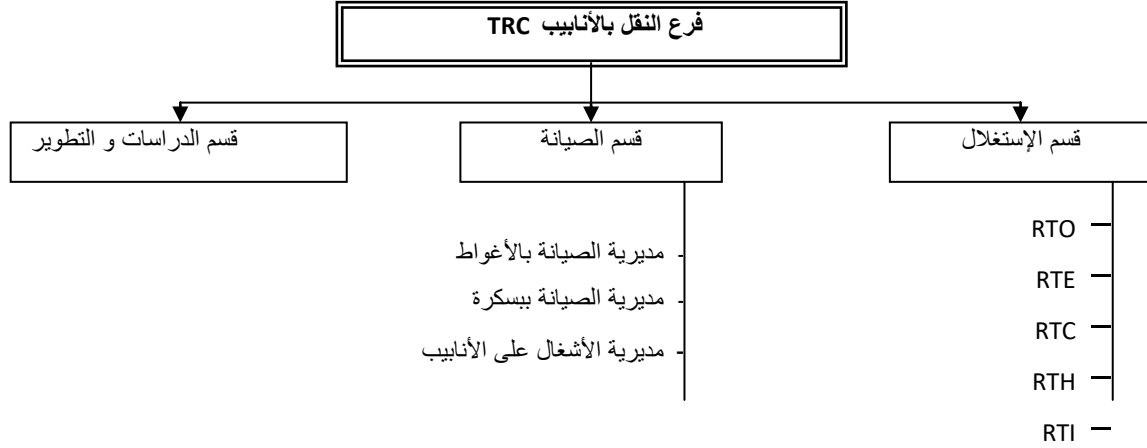 فرع النقل بالأنابيب TRC
قسم الإستغلال
قسم الصيانة
قسم الدراسات و التطوير
RTO
RTE
RTC
RTH
RTI
- مديرية الصيانة بالأغواط
- مديرية الصيانة ببسكرة
- مديرية الأشغال على الأنابيب